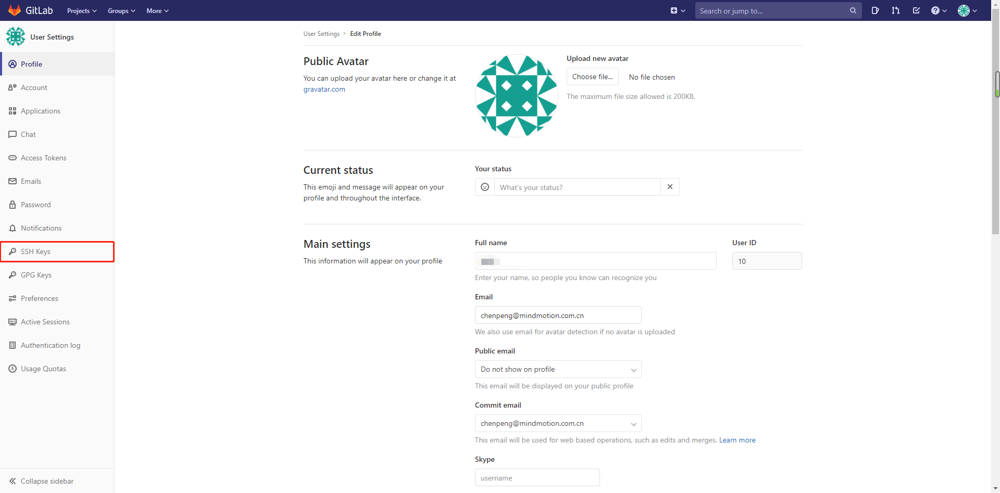 GitLab Projects Groups More Search or jump to...
User Settings
Profile
Account
Applications
Chat
Access Tokens
Emails
Password
Notifications
SSH Keys
GPG Keys
Preferences
Active Sessions
Authentication log
Usage Quotas
Collapse sidebar
User Settings > Edit Profile
Public Avatar
You can upload your avatar here or change it at
gravatar.com
Upload new avatar
Choose file... No file chosen
The maximum file size allowed is 200KB.
Current status
This emoji and message will appear on your
profile and throughout the interface.
Your status
What's your status?
Main settings
This information will appear on your profile
Full name
Enter your name, so people you know can recognize you
User ID
10
Email
chenpeng@mindmotion.com.cn
We also use email for avatar detection if no avatar is uploaded
Public email
Do not show on profile
This email will be displayed on your public profile
Commit email
chenpeng@mindmotion.com.cn
This email will be used for web based operations, such as edits and merges. Learn more
Skype
username